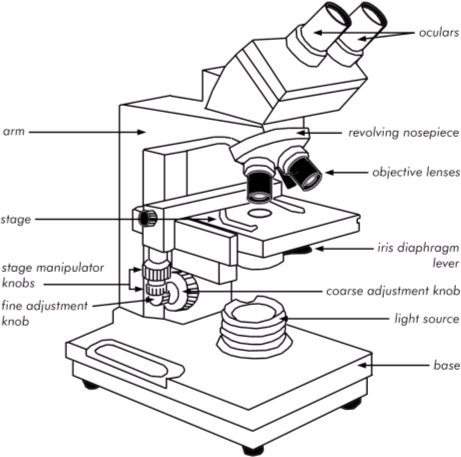 oculars
arm
revolving nosepiece
objective lenses
stage
iris diaphragm
lever
stage manipulator
knobs
coarse adjustment knob
fine adjustment
knob
light source
base